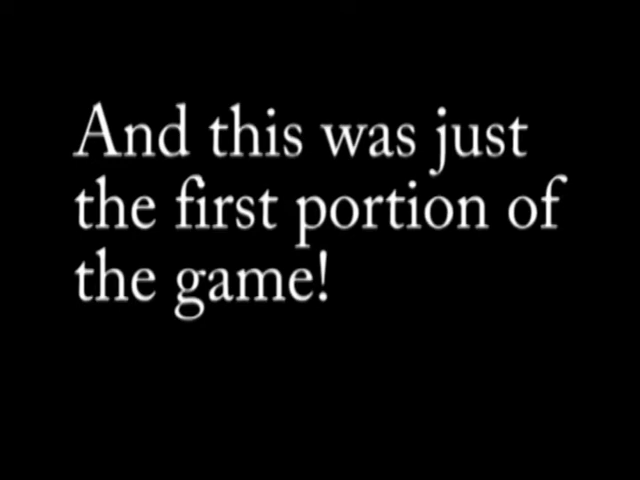 And this was just
the first portion of
the game!